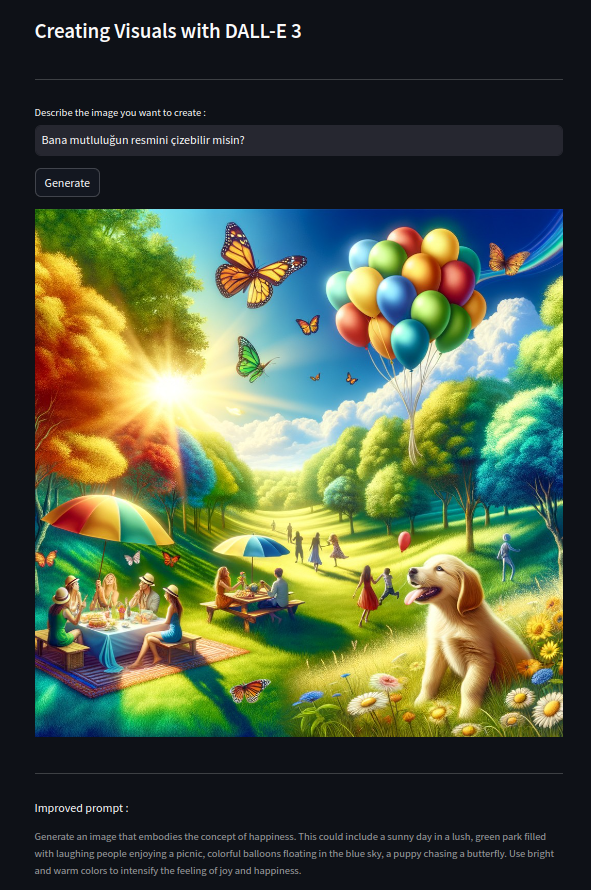 Creating Visuals with DALL-E 3
Describe the image you want to create :
Bana mutluluğun resmini çizebilir misin?
Generate
Improved prompt :
Generate an image that embodies the concept of happiness. This could include a sunny day in a lush, green park filled
with laughing people enjoying a picnic, colorful balloons floating in the blue sky, a puppy chasing a butterfly. Use bright
and warm colors to intensify the feeling of joy and happiness.